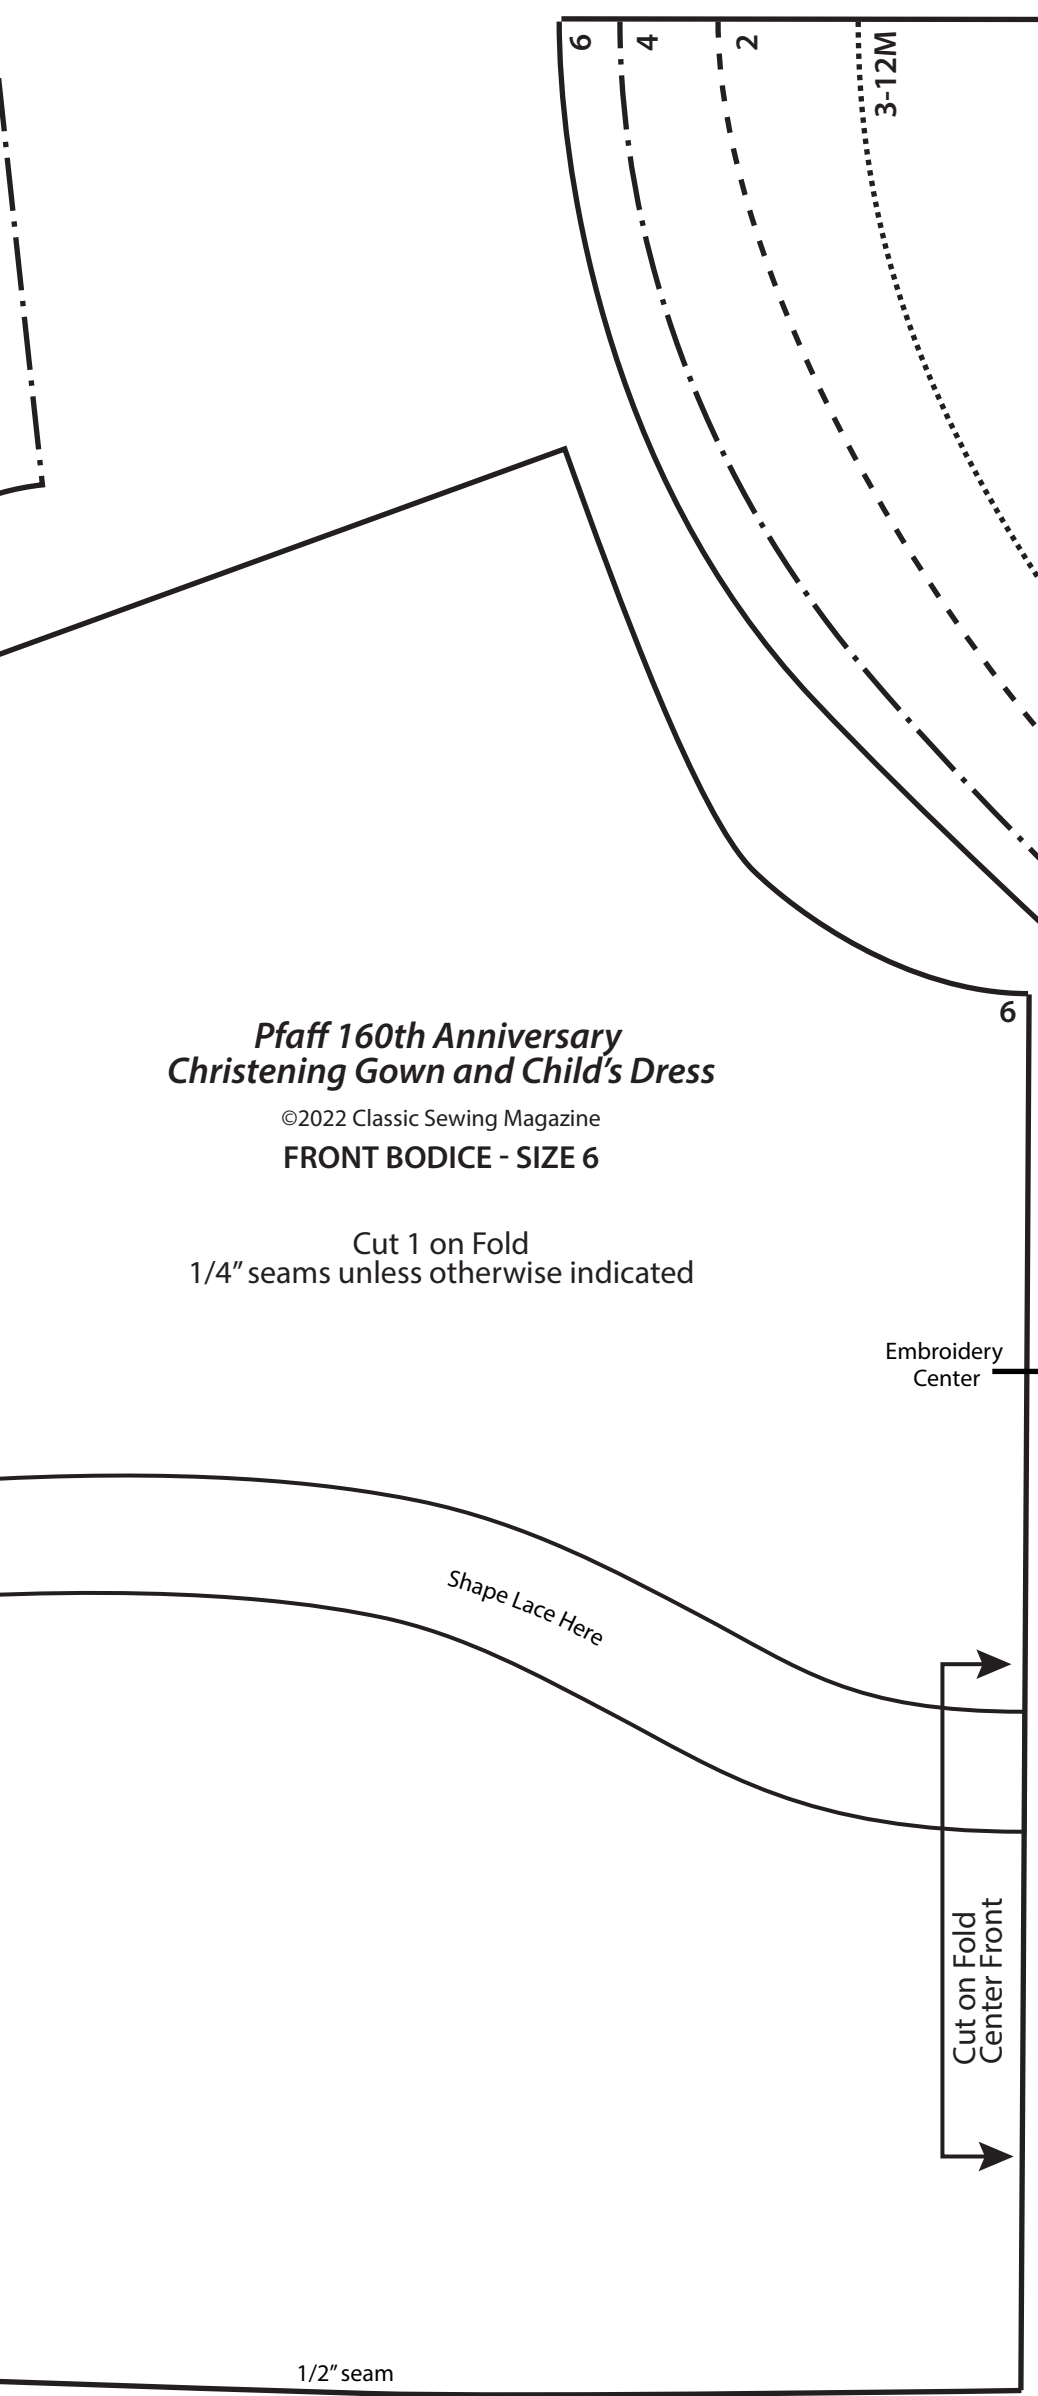 6
4
2
3-12M
6
Pfaff 160th Anniversary
Christening Gown and Child’s Dress
©2022 Classic Sewing Magazine
FRONT BODICE - SIZE 6
Cut 1 on Fold
1/4” seams unless otherwise indicated
Embroidery
Center
Shape Lace Here
Cut on Fold
Center Front
1/2” seam